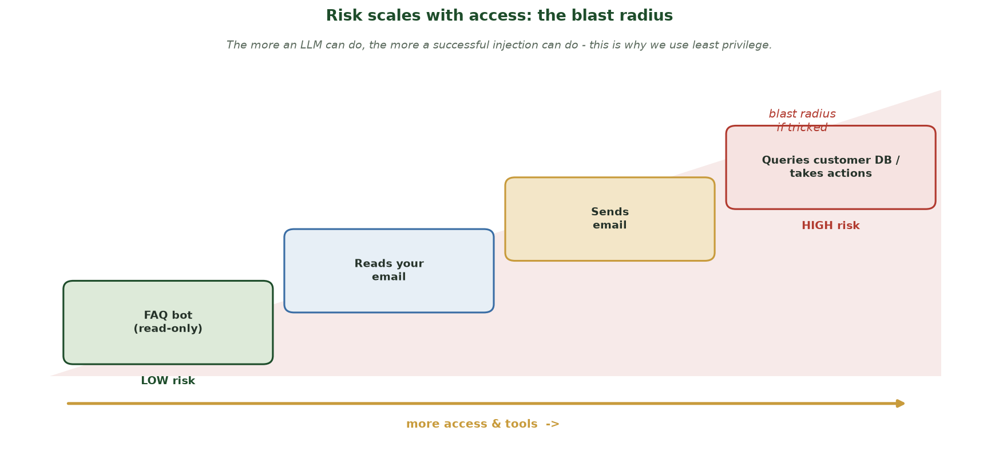 Risk scales with access: the blast radius
The more an LLM can do, the more a successful injection can do - this is why we use least privilege.
blast radius
if tricked
Queries customer DB /
takes actions
HIGH risk
Sends
email
Reads your
email
FAQ bot
(read-only)
LOW risk
more access & tools  ->